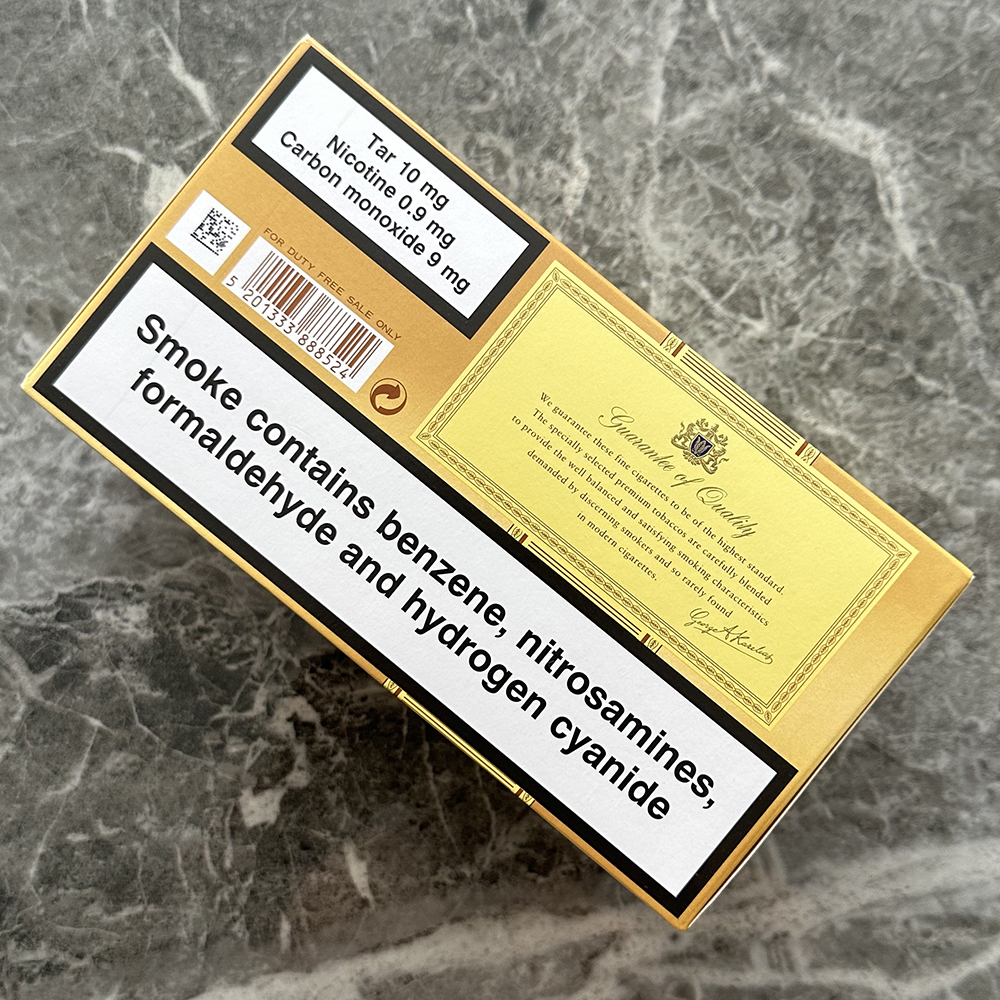 Tar 10 mg
Nicotine 0.9 mg
Carbon monoxide 9 mg
FOR DUTY FREE SALE ONLY
5 201333 888524
Smoke contains benzene, nitrosamines,
formaldehyde and hydrogen cyanide
Guarantee of Quality
We guarantee these fine cigarettes to be of the highest standard.
The specially selected premium tobaccos are carefully blended
to provide the well balanced and satisfying smoking characteristics
demanded by discerning smokers and so rarely found
in modern cigarettes.